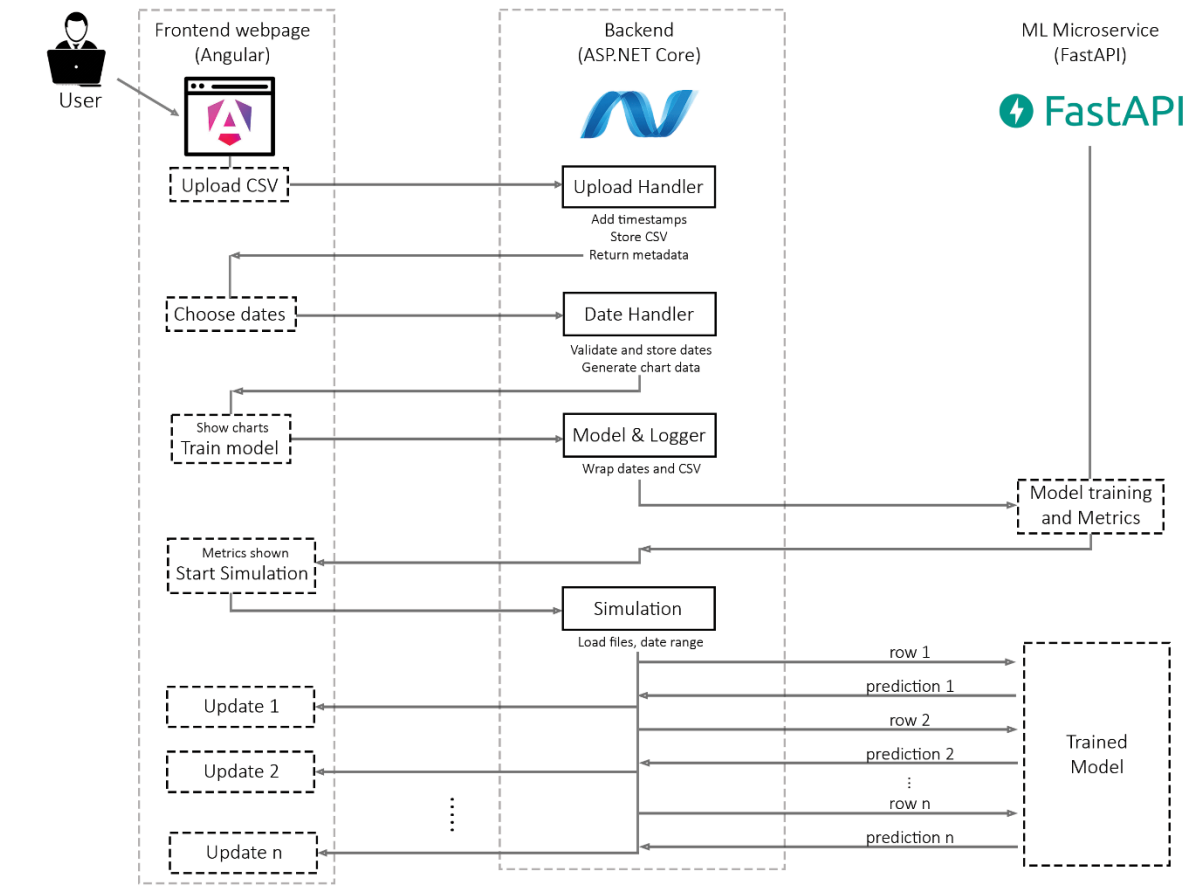 User
Frontend webpage
(Angular)
Backend
(ASP.NET Core)
ML Microservice
(FastAPI)
FastAPI
Upload CSV
Upload Handler
Add timestamps
Store CSV
Return metadata
Choose dates
Date Handler
Validate and store dates
Generate chart data
Show charts
Train model
Model & Logger
Wrap dates and CSV
Model training
and Metrics
Metrics shown
Start Simulation
Simulation
Load files, date range
row 1
prediction 1
Update 1
row 2
prediction 2
Update 2
Trained
Model
row n
prediction n
Update n